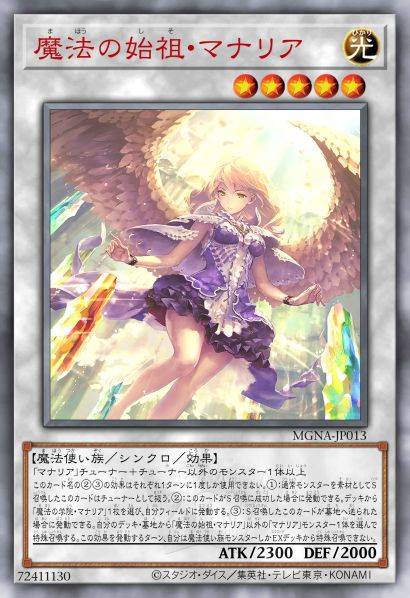 魔法の始祖・マナリア
光
MGNA-JP013
【魔法使い族／シンクロ／効果】
「マナリア」チューナー＋チューナー以外のモンスター1体以上
このカード名の②③の効果はそれぞれ1ターンに1度しか使用できない。①：通常モンスターを素材としてS
召喚したこのカードはチューナーとして扱う。②：このカードがS召喚に成功した場合に発動できる。デッキから
「魔法の学院・マナリア」1枚を選び、自分フィールドに発動する。③：S召喚したこのカードが墓地へ送られた
場合に発動できる。自分のデッキ・墓地から「魔法の始祖・マナリア」以外の「マナリア」モンスター1体を選んで
特殊召喚する。この効果を発動するターン、自分は魔法使い族モンスターしかEXデッキから特殊召喚できない。
ATK/2300 DEF/2000
72411130
©スタジオ・ダイス／集英社・テレビ東京・KONAMI